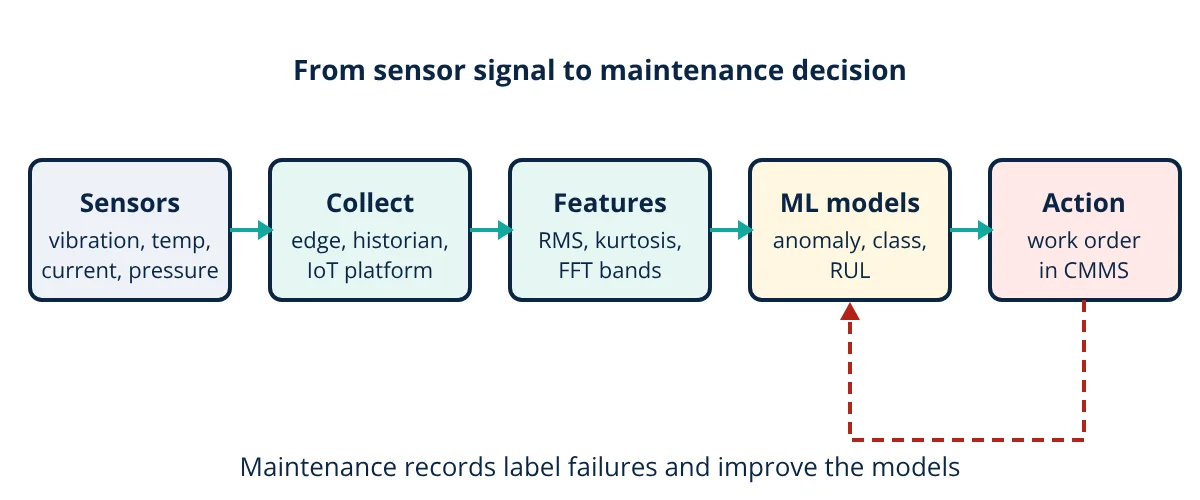 From sensor signal to maintenance decision
Sensors
vibration, temp,
current, pressure
Collect
edge, historian,
IoT platform
Features
RMS, kurtosis,
FFT bands
ML models
anomaly, class,
RUL
Action
work order
in CMMS
Maintenance records label failures and improve the models